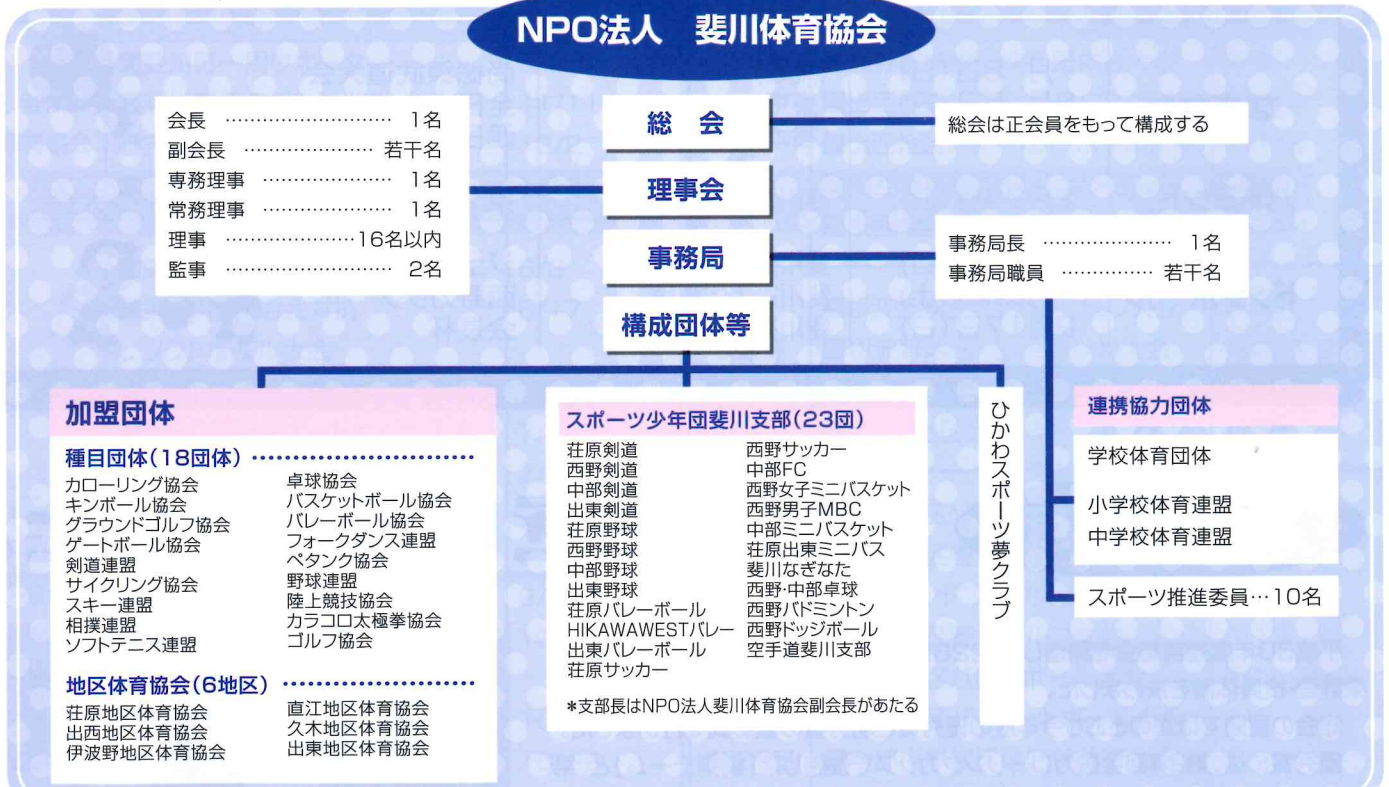 NPO法人 斐川体育協会
総 会
総会は正会員をもって構成する
理事会
会長 ……………………… 1名
副会長 ………………… 若干名
専務理事 ………………… 1名
常務理事 ………………… 1名
理事 …………………16名以内
監事 ……………………… 2名
事務局
事務局長 ………………… 1名
事務局職員 …………… 若干名
構成団体等
加盟団体
種目団体(18団体)
カローリング協会
キンボール協会
グラウンドゴルフ協会
ゲートボール協会
剣道連盟
サイクリング協会
スキー連盟
相撲連盟
ソフトテニス連盟
卓球協会
バスケットボール協会
バレーボール協会
フォークダンス連盟
ペタンク協会
野球連盟
陸上競技協会
カラコロ太極拳協会
ゴルフ協会
地区体育協会(6地区)
荘原地区体育協会
出西地区体育協会
伊波野地区体育協会
直江地区体育協会
久木地区体育協会
出東地区体育協会
スポーツ少年団斐川支部(23団)
荘原剣道
西野剣道
中部剣道
出東剣道
荘原野球
西野野球
中部野球
出東野球
荘原バレーボール
HIKAWAWESTバレー
出東バレーボール
荘原サッカー
西野サッカー
中部FC
西野女子ミニバスケット
西野男子MBC
中部ミニバスケット
荘原出東ミニバス
斐川なぎなた
西野・中部卓球
西野バドミントン
西野ドッジボール
空手道斐川支部
*支部長はNPO法人斐川体育協会副会長があたる
ひかわスポーツ夢クラブ
連携協力団体
学校体育団体
小学校体育連盟
中学校体育連盟
スポーツ推進委員…10名